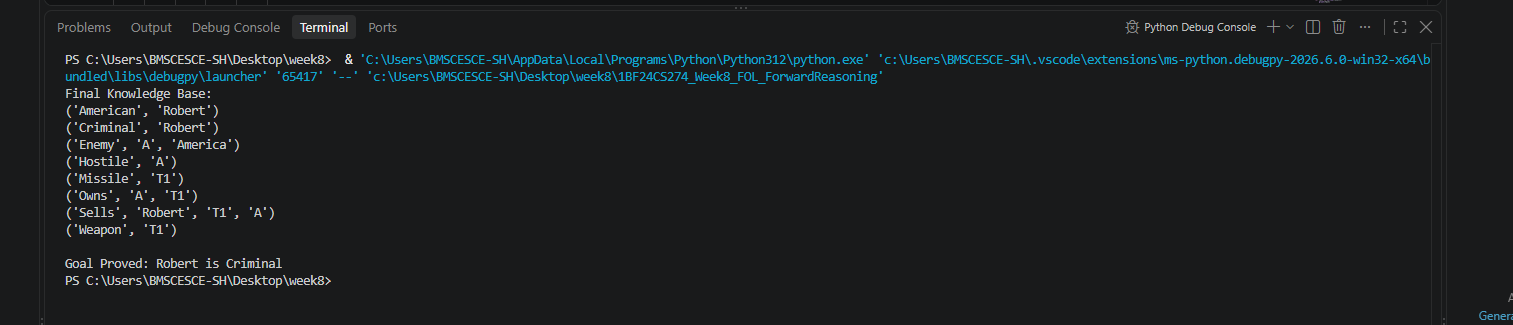 Problems Output Debug Console Terminal Ports Python Debug Console
PS C:\Users\BMSCESCE-SH\Desktop\week8>  & 'C:\Users\BMSCESCE-SH\AppData\Local\Programs\Python\Python312\python.exe' 'c:\Users\BMSCESCE-SH\.vscode\extensions\ms-python.debugpy-2026.6.0-win32-x64\b
undled\libs\debugpy\launcher' '65417' '--' 'c:\Users\BMSCESCE-SH\Desktop\week8\1BF24CS274_Week8_FOL_ForwardReasoning'
Final Knowledge Base:
('American', 'Robert')
('Criminal', 'Robert')
('Enemy', 'A', 'America')
('Hostile', 'A')
('Missile', 'T1')
('Owns', 'A', 'T1')
('Sells', 'Robert', 'T1', 'A')
('Weapon', 'T1')
Goal Proved: Robert is Criminal
PS C:\Users\BMSCESCE-SH\Desktop\week8>